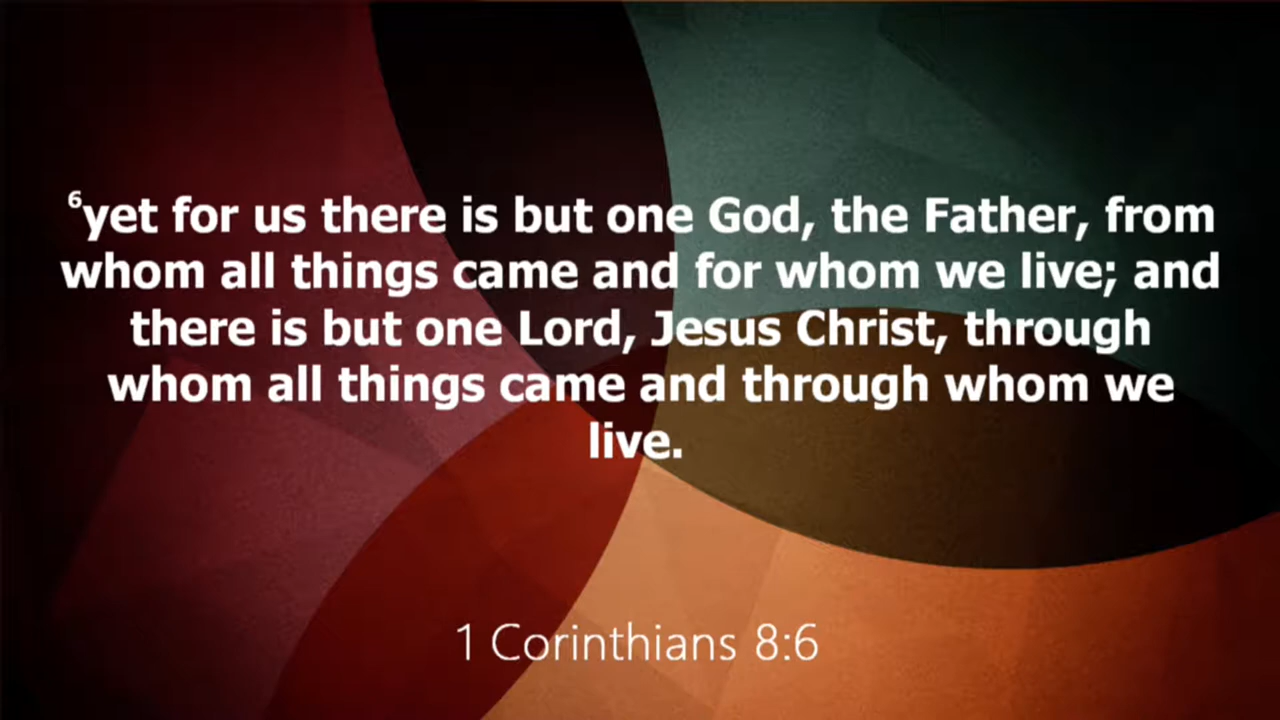 6yet for us there is but one God, the Father, from
whom all things came and for whom we live; and
there is but one Lord, Jesus Christ, through
whom all things came and through whom we
live.
1 Corinthians 8:6